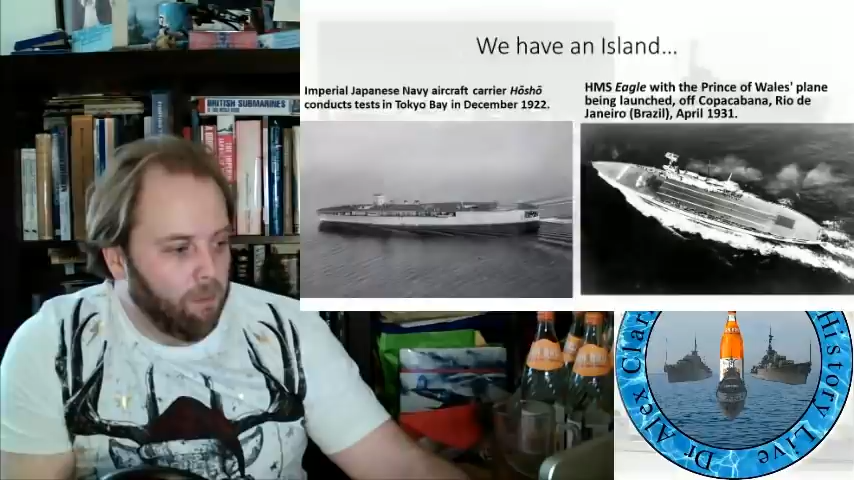 We have an Island...
Imperial Japanese Navy aircraft carrier Hōshō
conducts tests in Tokyo Bay in December 1922.
HMS Eagle with the Prince of Wales' plane
being launched, off Copacabana, Rio de
Janeiro (Brazil), April 1931.
BRITISH SUBMARINES
Dr Alex Clar
History Live